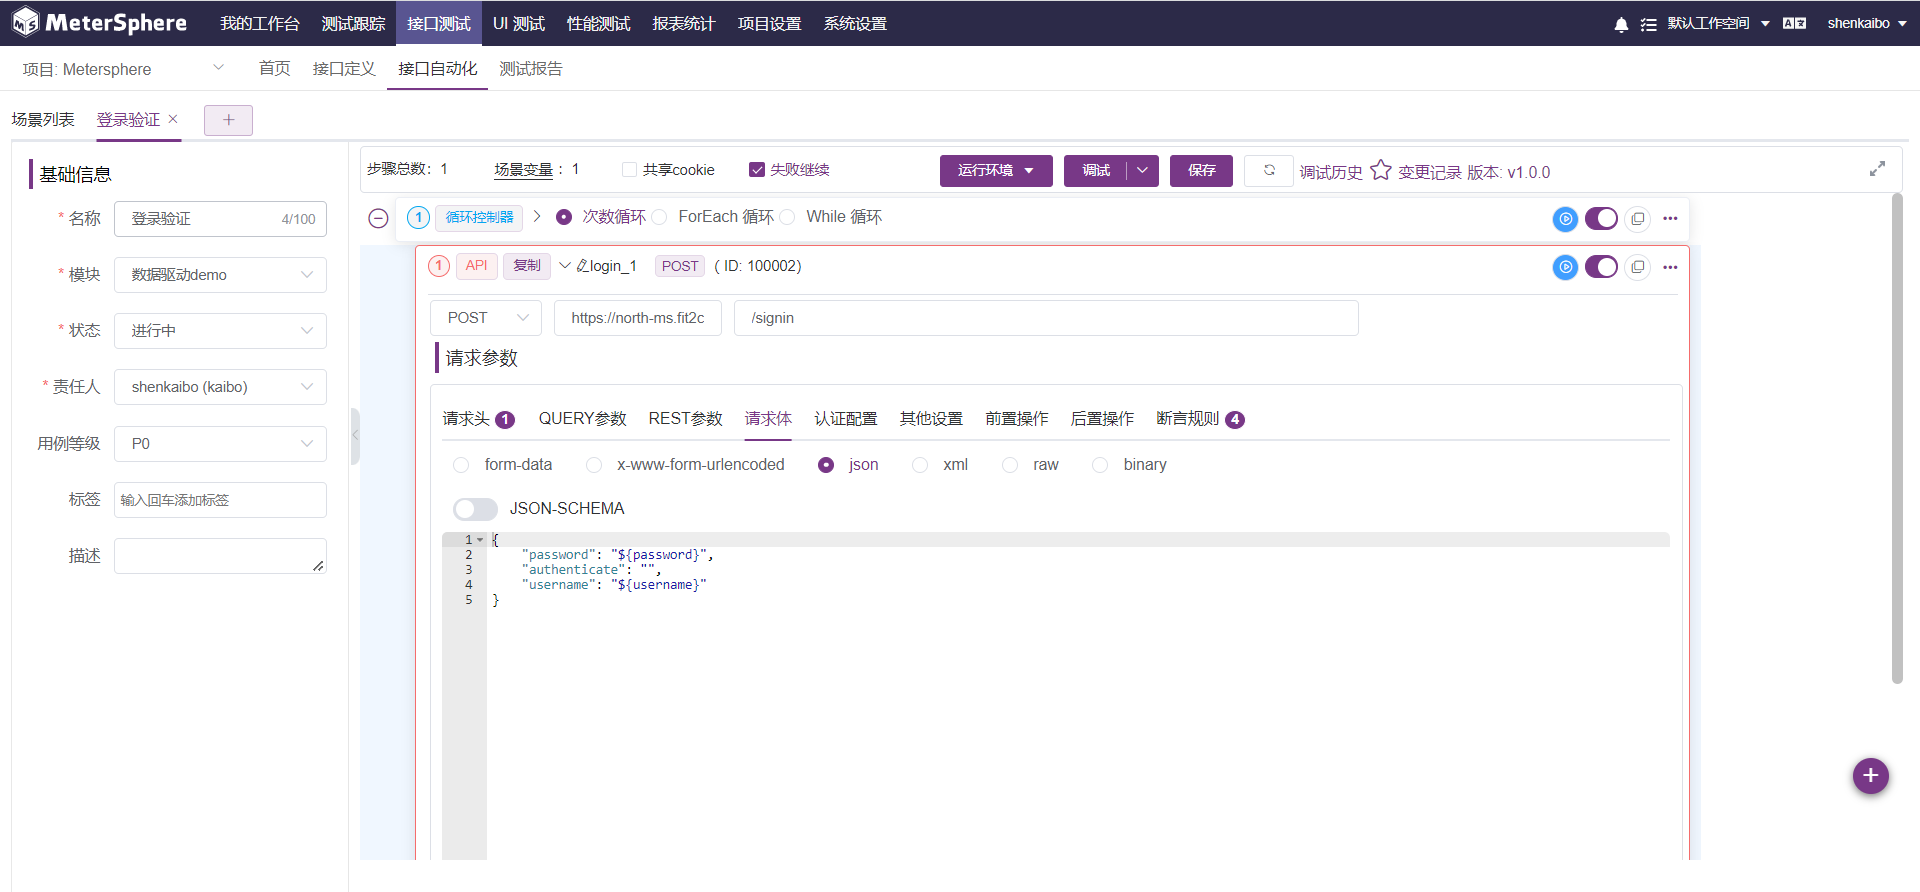 MeterSphere 我的工作台 测试跟踪 接口测试 UI 测试 性能测试 报表统计 项目设置 系统设置 默认工作空间 shenkaibo
项目: Metersphere 首页 接口定义 接口自动化 测试报告
场景列表 登录验证 × +
基础信息
* 名称 登录验证 4/100
* 模块 数据驱动demo
* 状态 进行中
* 责任人 shenkaibo (kaibo)
用例等级 P0
标签 输入回车添加标签
描述
步骤总数: 1 场景变量 : 1 共享cookie 失败继续 运行环境 调试 保存 调试历史 变更记录 版本: v1.0.0
1 循环控制器 次数循环 ForEach 循环 While 循环
1 API 复制 login_1 POST ( ID: 100002)
POST https://north-ms.fit2c /signin
请求参数
请求头 1 QUERY参数 REST参数 请求体 认证配置 其他设置 前置操作 后置操作 断言规则 4
form-data x-www-form-urlencoded json xml raw binary
JSON-SCHEMA
1 {
2 "password": "${password}",
3 "authenticate": "",
4 "username": "${username}"
5 }